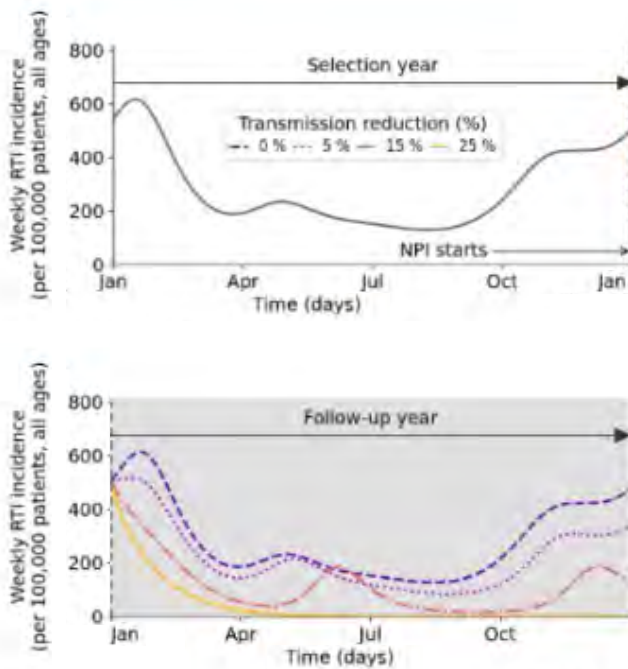 Weekly RTI incidence
(per 100,000 patients, all ages)
800
600
400
200
0
Selection year
Transmission reduction (%)
0 % 5 % 15 % 25 %
NPI starts
Jan Apr Jul Oct Jan
Time (days)
Weekly RTI incidence
(per 100,000 patients, all ages)
800
600
400
200
0
Follow-up year
Jan Apr Jul Oct
Time (days)